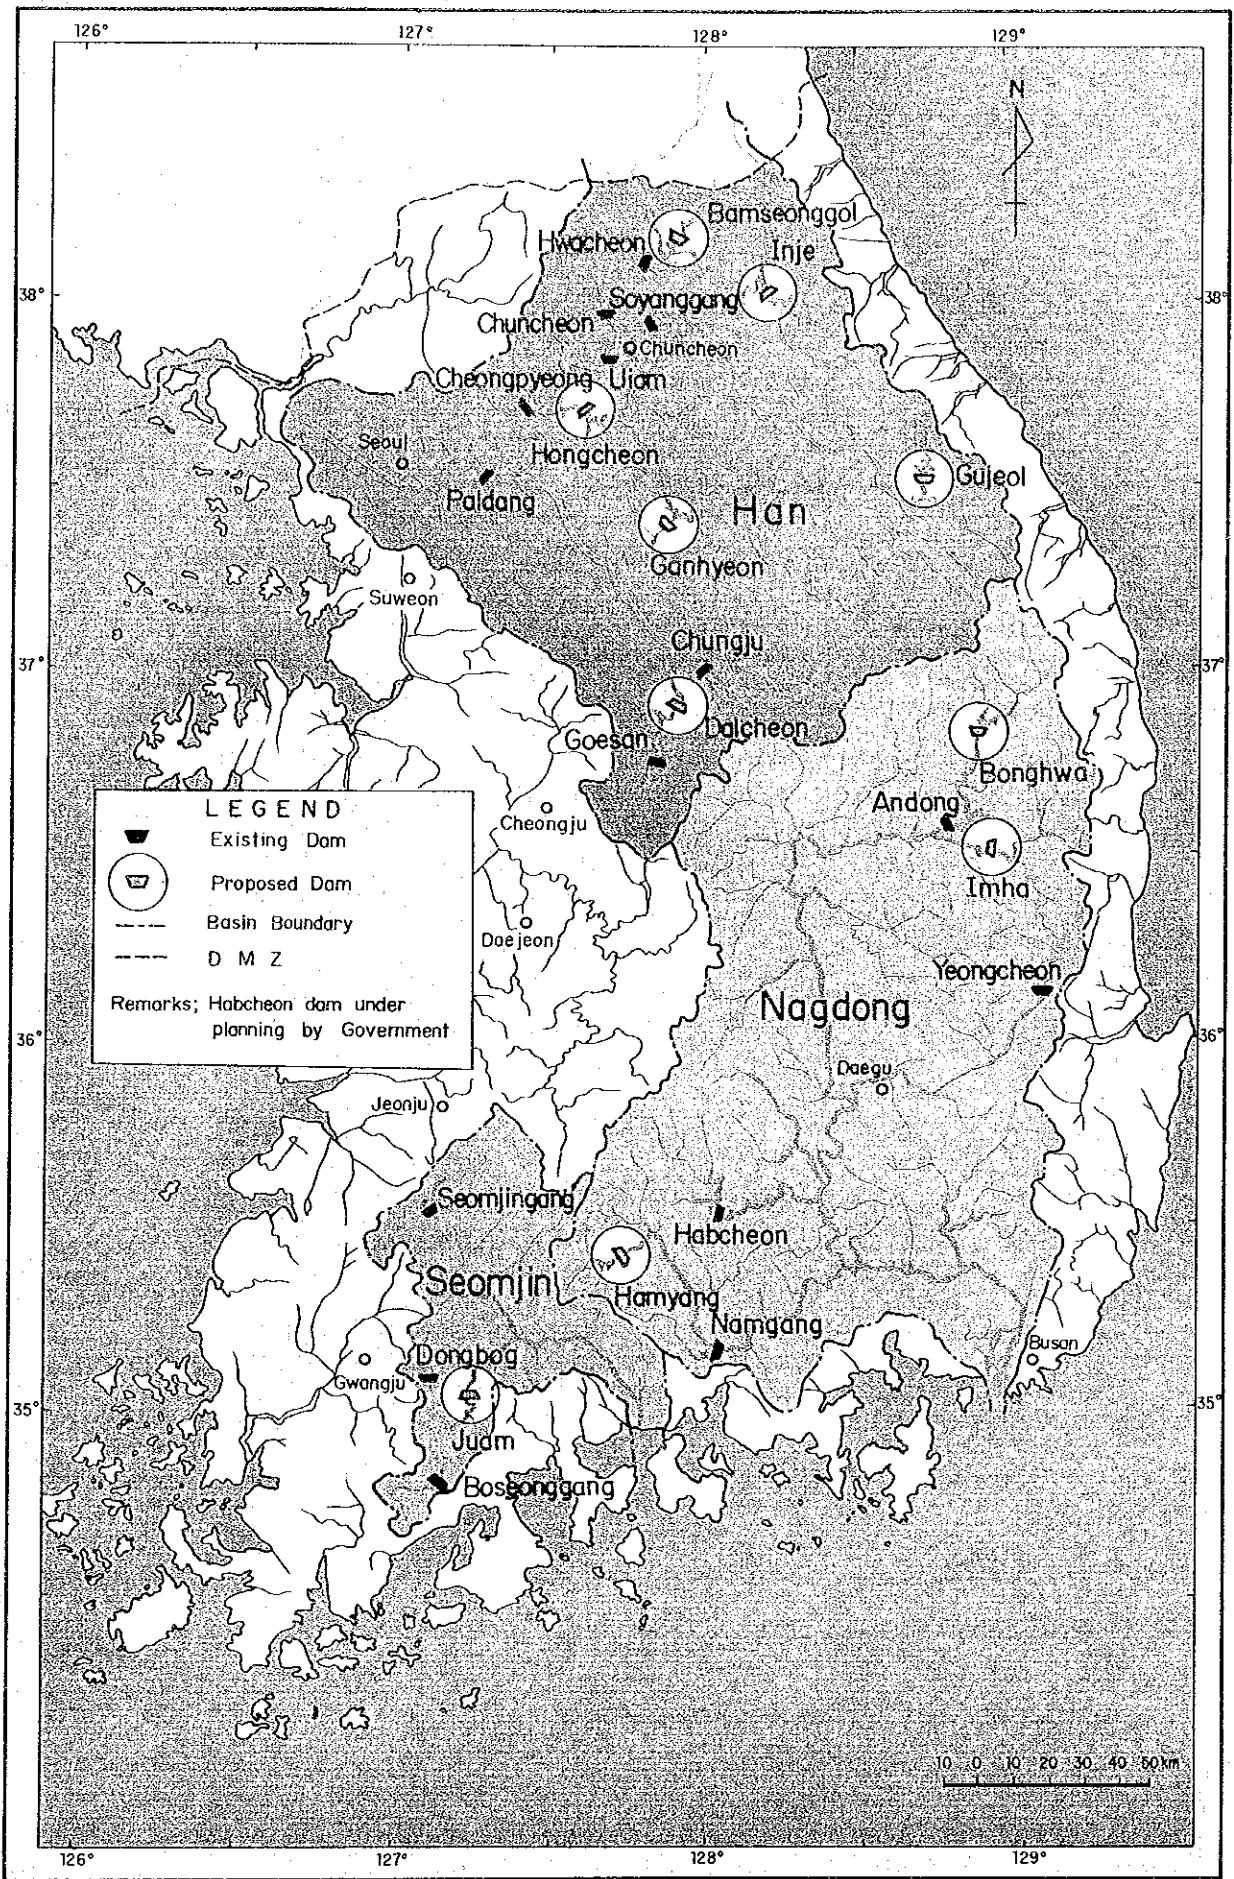 126°
127°
128°
129°
N
Bamseonggol
Hwacheon
Inje
38°
38°
Soyanggang
Chuncheon
Chuncheon
Cheongpyeong
Uiam
Seoul
Hongcheon
Gujeol
Paldang
Han
Ganhyeon
Suweon
Chungju
37°
37°
Dalcheon
Goesan
Bonghwa
Andong
LEGEND
Existing Dam
Cheongju
Proposed Dam
Imha
Basin Boundary
Daejeon
D M Z
Yeongcheon
Remarks; Habcheon dam under
planning by Government
Nagdong
36°
36°
Daegu
Jeonju
Seomjingang
Habcheon
Seomjin
Hamyang
Namgang
Busan
Dongbog
Gwangju
35°
35°
Juam
Boseonggang
10 0 10 20 30 40 50km
126°
127°
128°
129°